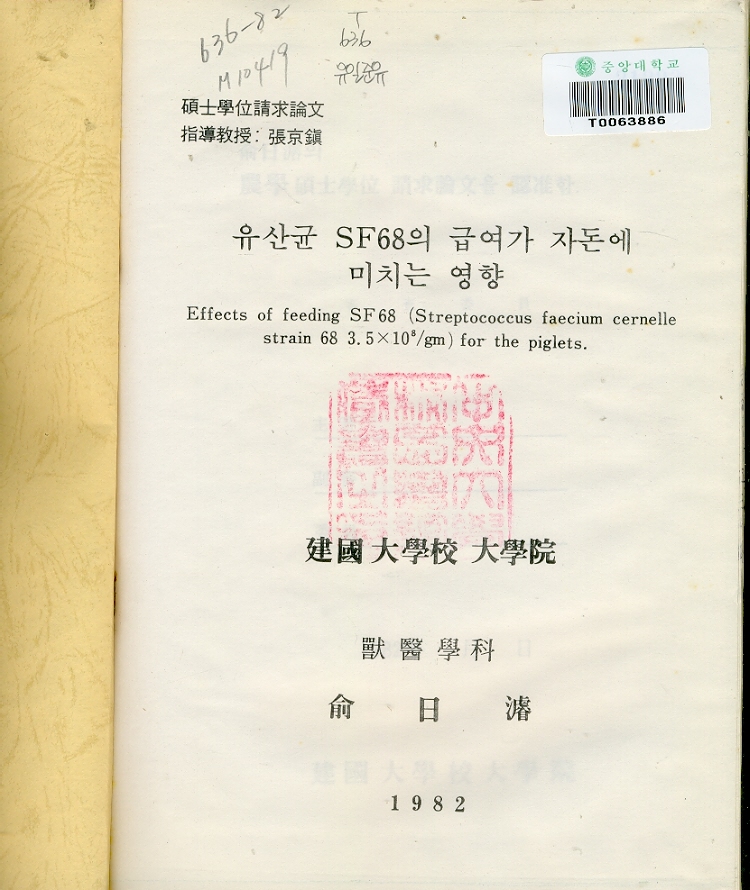 636-82
M10419
T
636
유일준유
중앙대학교
T0063886
碩士學位請求論文
指導教授: 張京鎭
유산균 SF68의 급여가 자돈에
미치는 영향
Effects of feeding SF68 (Streptococcus faecium cernelle
strain 68 3.5×10⁸/gm) for the piglets.
建國大學校 大學院
獸醫學科
俞日濬
1982